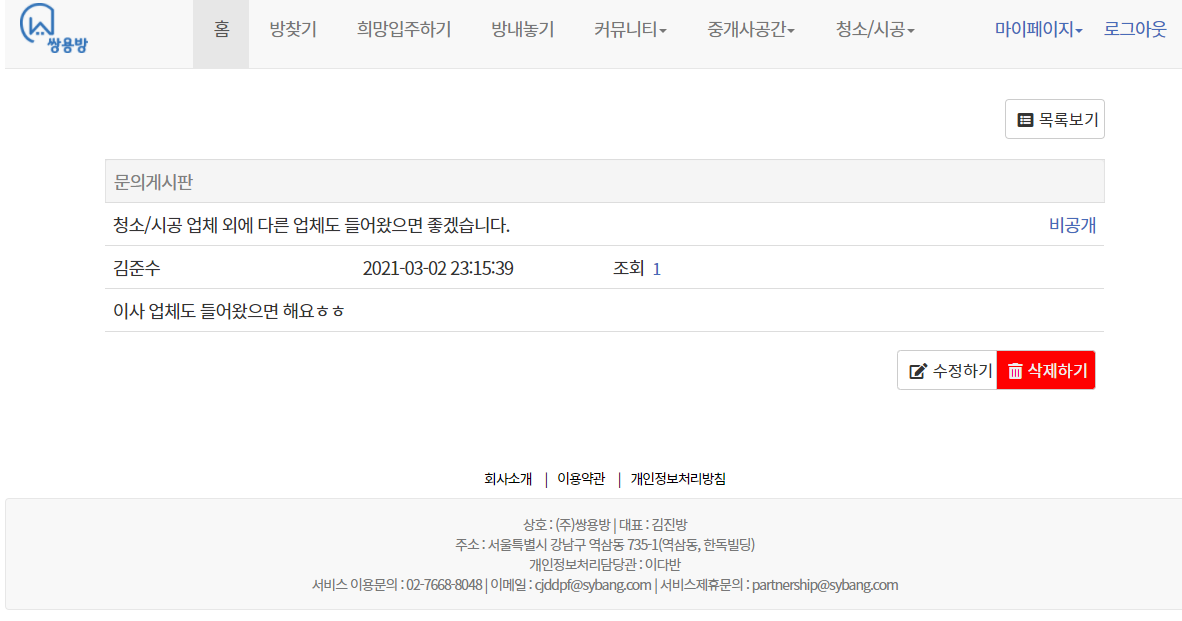 쌍용방
홈 방찾기 희망입주하기 방내놓기 커뮤니티 중개사공간 청소/시공 마이페이지 로그아웃
목록보기
문의게시판
청소/시공 업체 외에 다른 업체도 들어왔으면 좋겠습니다. 비공개
김준수 2021-03-02 23:15:39 조회 1
이사 업체도 들어왔으면 해요ㅎㅎ
수정하기 삭제하기
회사소개 | 이용약관 | 개인정보처리방침
상호 : (주)쌍용방 | 대표 : 김진방
주소 : 서울특별시 강남구 역삼동 735-1(역삼동, 한독빌딩)
개인정보처리담당관 : 이다반
서비스 이용문의 : 02-7668-8048 | 이메일 : cjddpf@sybang.com | 서비스제휴문의 : partnership@sybang.com